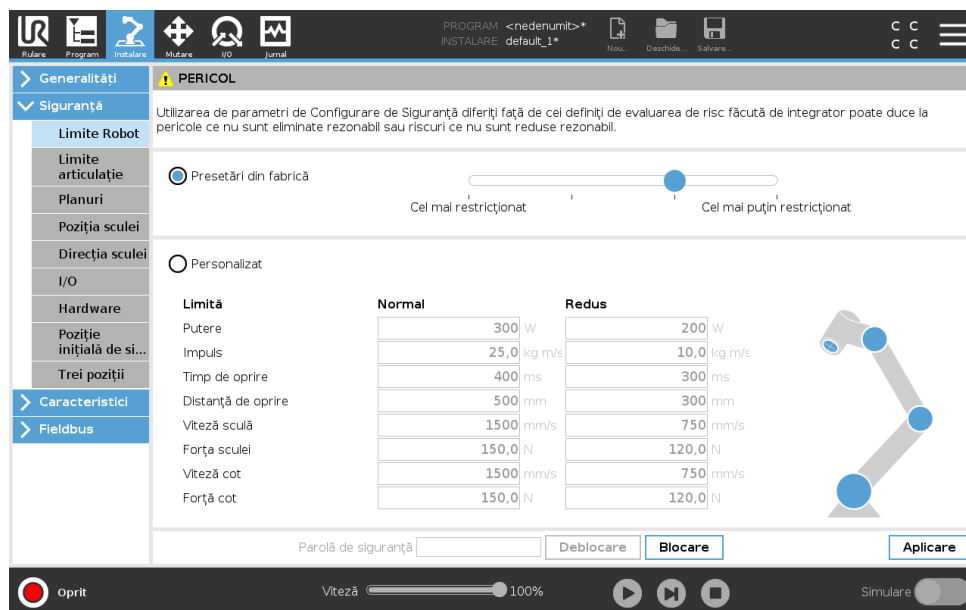 PROGRAM <nedenumit>*
INSTALARE default_1*
Rulare Program Instalare Mutare I/O Jurnal Nou... Deschide... Salvare...
C C
C C
Generalități
Siguranță
Limite Robot
Limite
articulație
Planuri
Poziția sculei
Direcția sculei
I/O
Hardware
Poziție
inițială de si...
Trei poziții
Caracteristici
Fieldbus
PERICOL
Utilizarea de parametri de Configurare de Siguranță diferiți față de cei definiți de evaluarea de risc făcută de integrator poate duce la
pericole ce nu sunt eliminate rezonabil sau riscuri ce nu sunt reduse rezonabil.
Presetări din fabrică
Cel mai restricționat Cel mai puțin restricționat
Personalizat
Limită Normal Redus
Putere 300 W 200 W
Impuls 25,0 kg m/s 10,0 kg m/s
Timp de oprire 400 ms 300 ms
Distanță de oprire 500 mm 300 mm
Viteză sculă 1500 mm/s 750 mm/s
Forța sculei 150,0 N 120,0 N
Viteză cot 1500 mm/s 750 mm/s
Forță cot 150,0 N 120,0 N
Parolă de siguranță Deblocare Blocare Aplicare
Oprit Viteză 100% Simulare